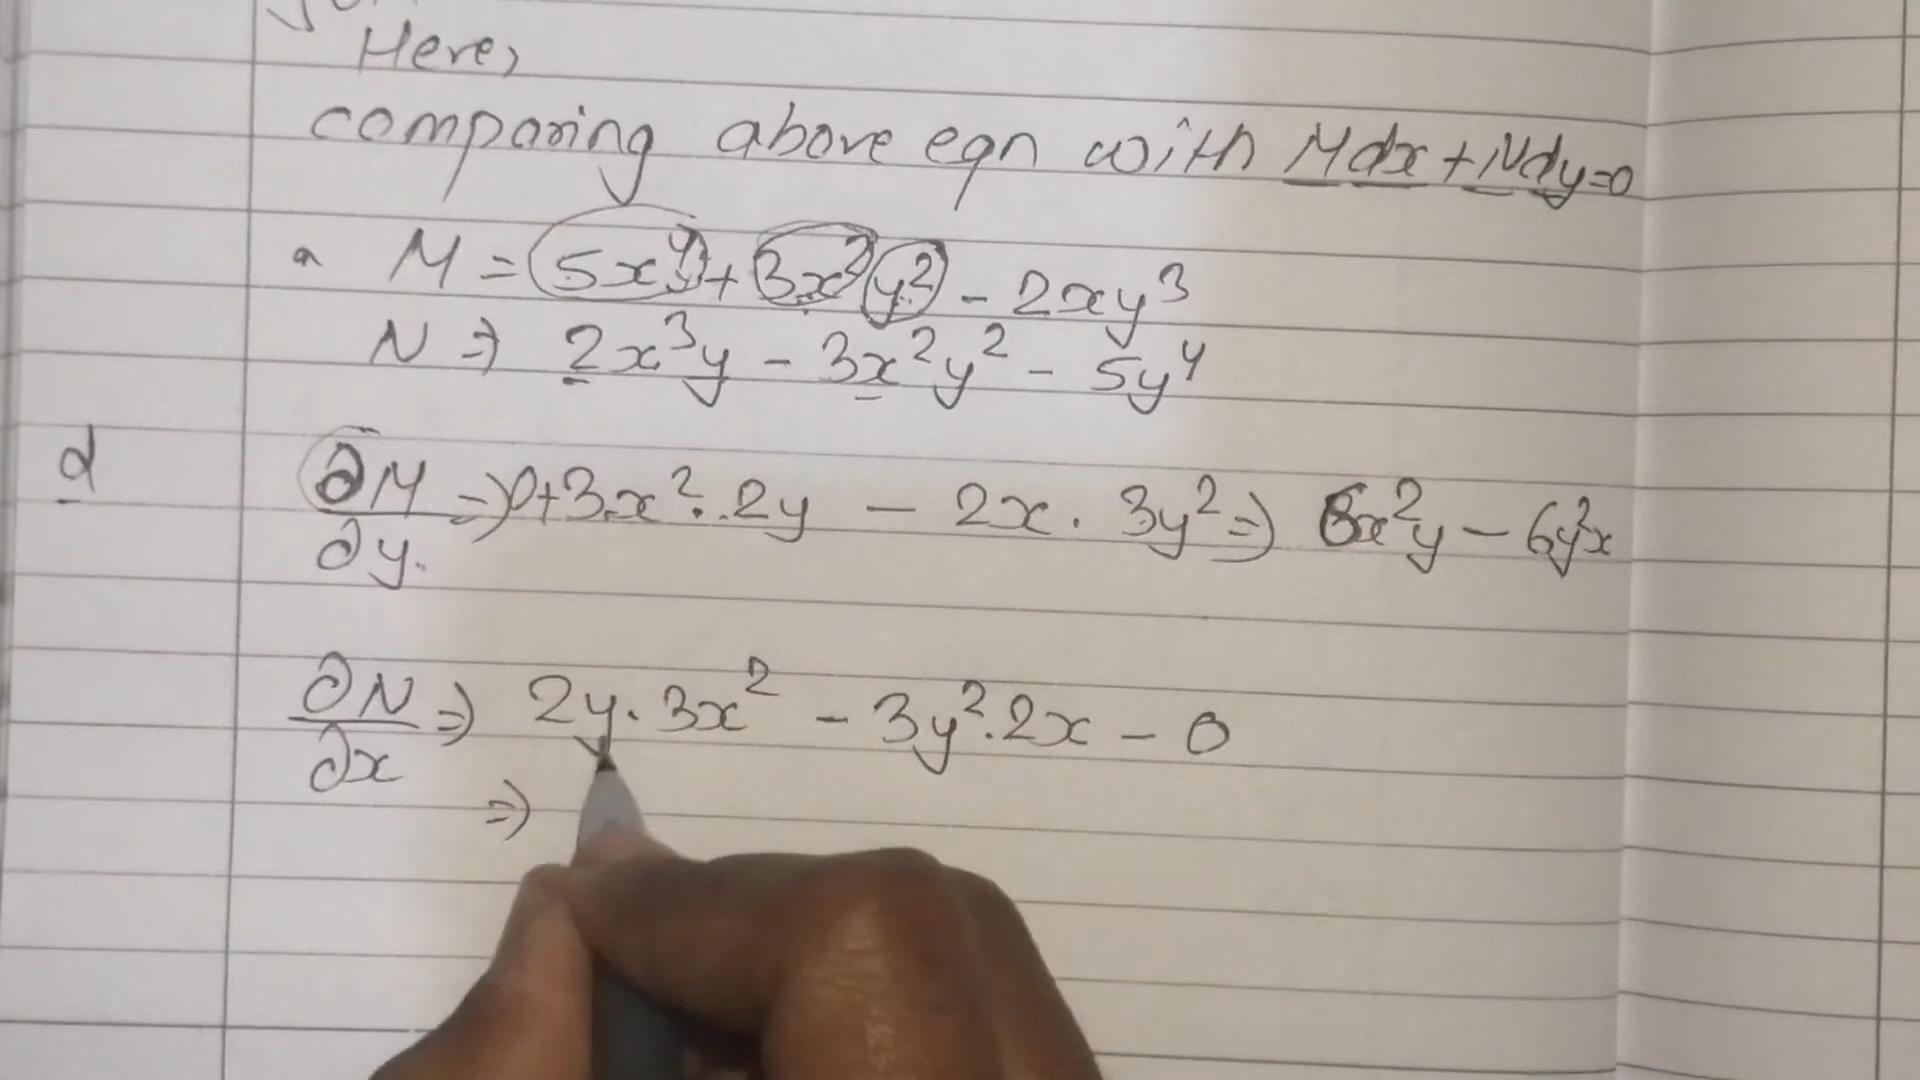 Here,
comparing above eqn with Mdx + Ndy=0
M = 5x⁴ + 3x²y² - 2xy³
N ⇒ 2x³y - 3x²y² - 5y⁴
d
∂M/∂y. ⇒ 0+3x².2y - 2x . 3y² ⇒ 6x²y - 6y²x
∂N/∂x ⇒ 2y.3x² - 3y².2x - 0
⇒